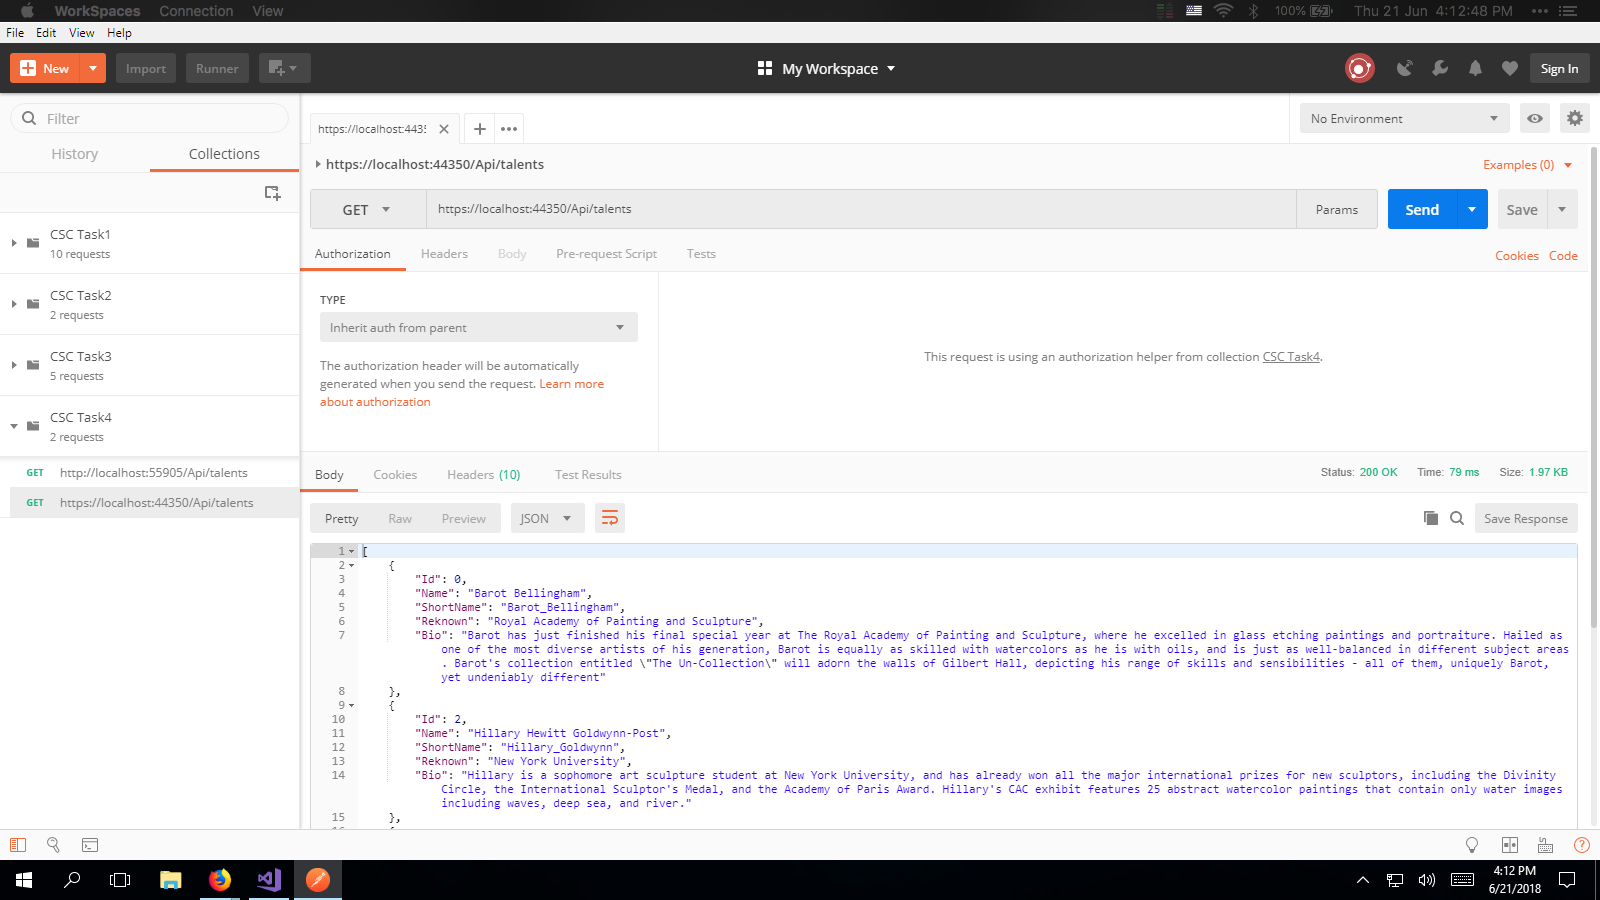 WorkSpaces Connection View 100% Thu 21 Jun 4:12:48 PM
File Edit View Help
New Import Runner My Workspace Sign In
Filter
History Collections
CSC Task1
10 requests
CSC Task2
2 requests
CSC Task3
5 requests
CSC Task4
2 requests
GET http://localhost:55905/Api/talents
GET https://localhost:44350/Api/talents
https://localhost:4435
No Environment
https://localhost:44350/Api/talents Examples (0)
GET https://localhost:44350/Api/talents Params Send Save
Authorization Headers Body Pre-request Script Tests Cookies Code
TYPE
Inherit auth from parent
The authorization header will be automatically
generated when you send the request. Learn more
about authorization
This request is using an authorization helper from collection CSC Task4.
Body Cookies Headers (10) Test Results Status: 200 OK Time: 79 ms Size: 1.97 KB
Pretty Raw Preview JSON Save Response
1 [
2 {
3 "Id": 0,
4 "Name": "Barot Bellingham",
5 "ShortName": "Barot_Bellingham",
6 "Reknown": "Royal Academy of Painting and Sculpture",
7 "Bio": "Barot has just finished his final special year at The Royal Academy of Painting and Sculpture, where he excelled in glass etching paintings and portraiture. Hailed as
one of the most diverse artists of his generation, Barot is equally as skilled with watercolors as he is with oils, and is just as well-balanced in different subject areas
. Barot's collection entitled \"The Un-Collection\" will adorn the walls of Gilbert Hall, depicting his range of skills and sensibilities - all of them, uniquely Barot,
yet undeniably different"
8 },
9 {
10 "Id": 2,
11 "Name": "Hillary Hewitt Goldwynn-Post",
12 "ShortName": "Hillary_Goldwynn",
13 "Reknown": "New York University",
14 "Bio": "Hillary is a sophomore art sculpture student at New York University, and has already won all the major international prizes for new sculptors, including the Divinity
Circle, the International Sculptor's Medal, and the Academy of Paris Award. Hillary's CAC exhibit features 25 abstract watercolor paintings that contain only water images
including waves, deep sea, and river."
15 },
4:12 PM
6/21/2018